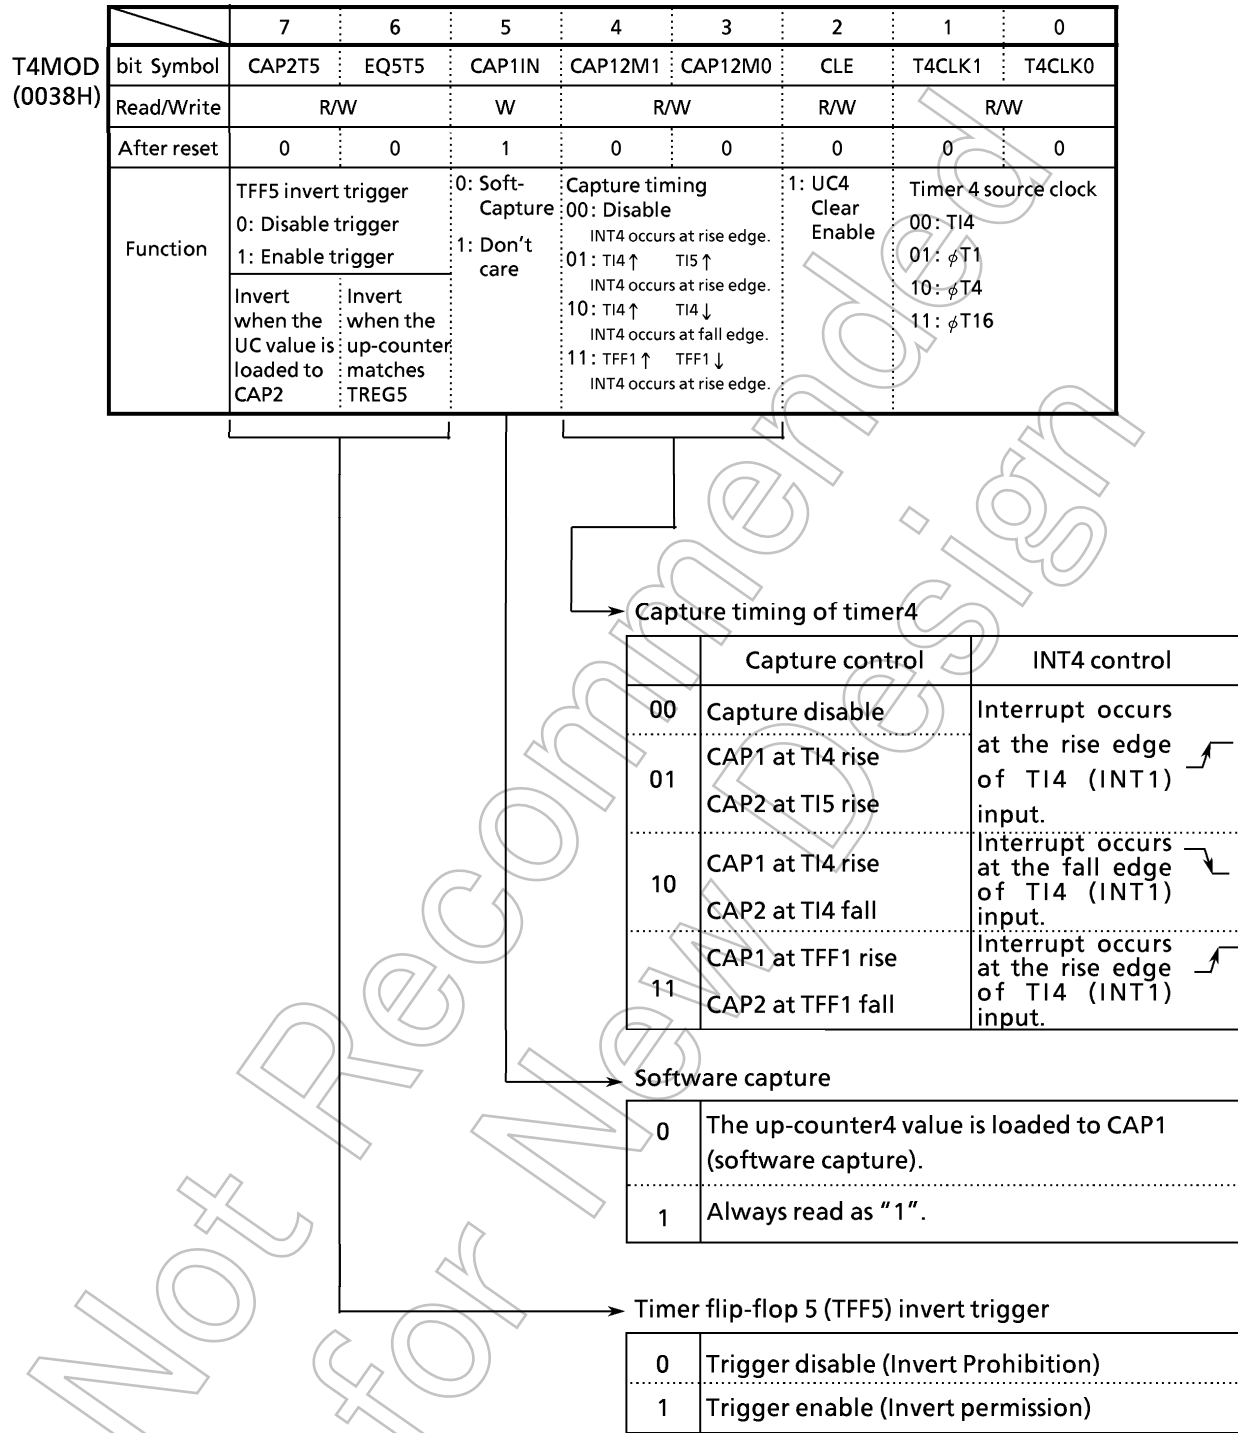 7 6 5 4 3 2 1 0
T4MOD
(0038H)
bit Symbol CAP2T5 EQ5T5 CAP1IN CAP12M1 CAP12M0 CLE T4CLK1 T4CLK0
Read/Write R/W W R/W R/W R/W
After reset 0 0 1 0 0 0 0 0
Function
TFF5 invert trigger
0: Disable trigger
1: Enable trigger
Invert
when the
UC value is
loaded to
CAP2
Invert
when the
up-counter
matches
TREG5
0: Soft-
Capture
1: Don't
care
Capture timing
00: Disable
INT4 occurs at rise edge.
01: TI4↑ TI5↑
INT4 occurs at rise edge.
10: TI4↑ TI4↓
INT4 occurs at fall edge.
11: TFF1↑ TFF1↓
INT4 occurs at rise edge.
1: UC4
Clear
Enable
Timer 4 source clock
00: TI4
01: ϕT1
10: ϕT4
11: ϕT16
Capture timing of timer4
Capture control INT4 control
00 Capture disable
01 CAP1 at TI4 rise
CAP2 at TI5 rise
Interrupt occurs
at the rise edge
of TI4 (INT1)
input.
10 CAP1 at TI4 rise
CAP2 at TI4 fall
Interrupt occurs
at the fall edge
of TI4 (INT1)
input.
11 CAP1 at TFF1 rise
CAP2 at TFF1 fall
Interrupt occurs
at the rise edge
of TI4 (INT1)
input.
Software capture
0 The up-counter4 value is loaded to CAP1
(software capture).
1 Always read as "1".
Timer flip-flop 5 (TFF5) invert trigger
0 Trigger disable (Invert Prohibition)
1 Trigger enable (Invert permission)
Not Recommended
for New Design